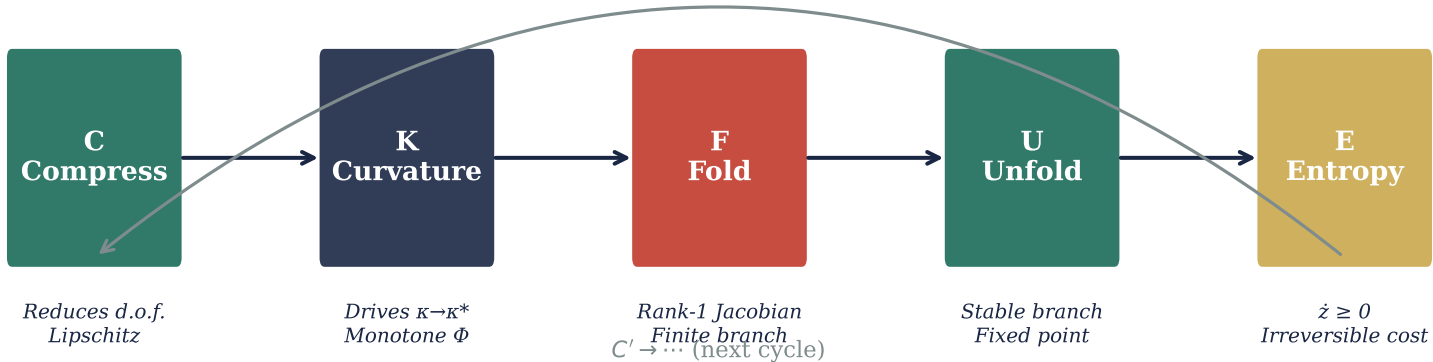 C
Compress
K
Curvature
F
Fold
U
Unfold
E
Entropy
Reduces d.o.f.
Lipschitz
Drives κ→κ*
Monotone Φ
Rank-1 Jacobian
Finite branch
Stable branch
Fixed point
ż ≥ 0
Irreversible cost
C′ → ⋯ (next cycle)